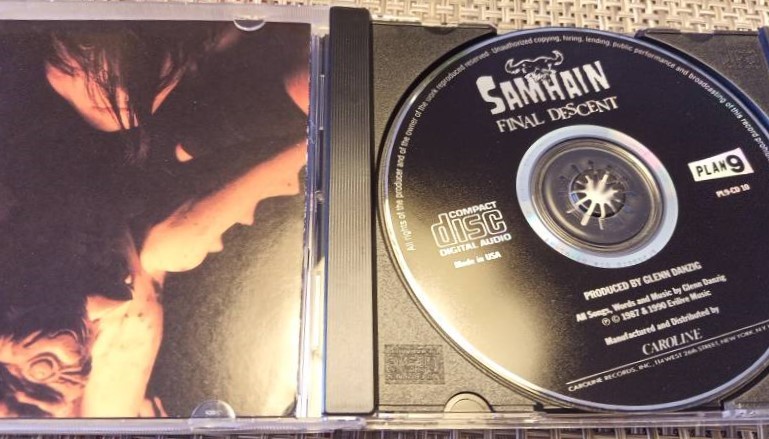 All rights of the producer and of the owner of the work reproduced reserved. Unauthorized copying, hiring, lending, public performance and broadcasting of this record
SAMHAIN
FINAL DESCENT
PLAN 9
PL9-CD 10
COMPACT
disc
DIGITAL AUDIO
Made in USA
PRODUCED BY GLENN DANZIG
All Songs, Words and Music by Glenn Danzig
℗ © 1987 & 1990 Evilive Music
Manufactured and Distributed by
CAROLINE
CAROLINE RECORDS, INC., 114 WEST 26th STREET, NEW YORK, N.Y.